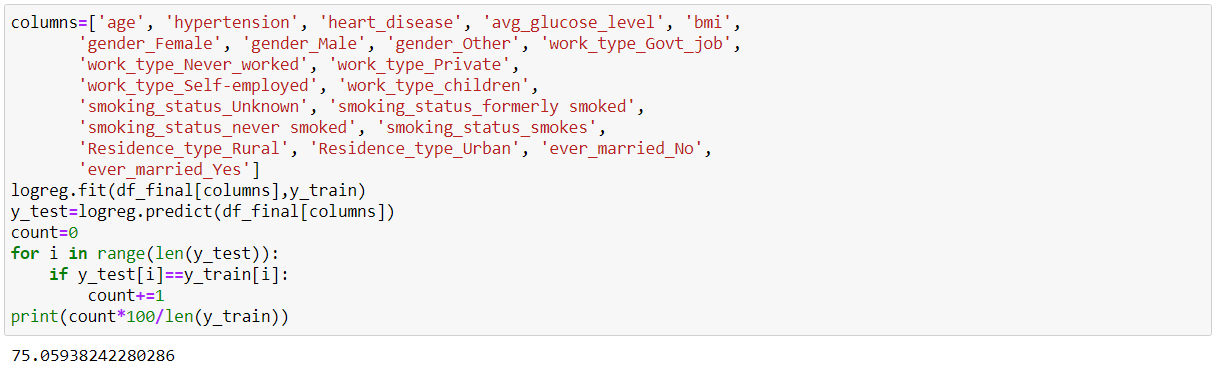 columns=['age', 'hypertension', 'heart_disease', 'avg_glucose_level', 'bmi',
       'gender_Female', 'gender_Male', 'gender_Other', 'work_type_Govt_job',
       'work_type_Never_worked', 'work_type_Private',
       'work_type_Self-employed', 'work_type_children',
       'smoking_status_Unknown', 'smoking_status_formerly smoked',
       'smoking_status_never smoked', 'smoking_status_smokes',
       'Residence_type_Rural', 'Residence_type_Urban', 'ever_married_No',
       'ever_married_Yes']
logreg.fit(df_final[columns],y_train)
y_test=logreg.predict(df_final[columns])
count=0
for i in range(len(y_test)):
    if y_test[i]==y_train[i]:
        count+=1
print(count*100/len(y_train))
75.05938242280286